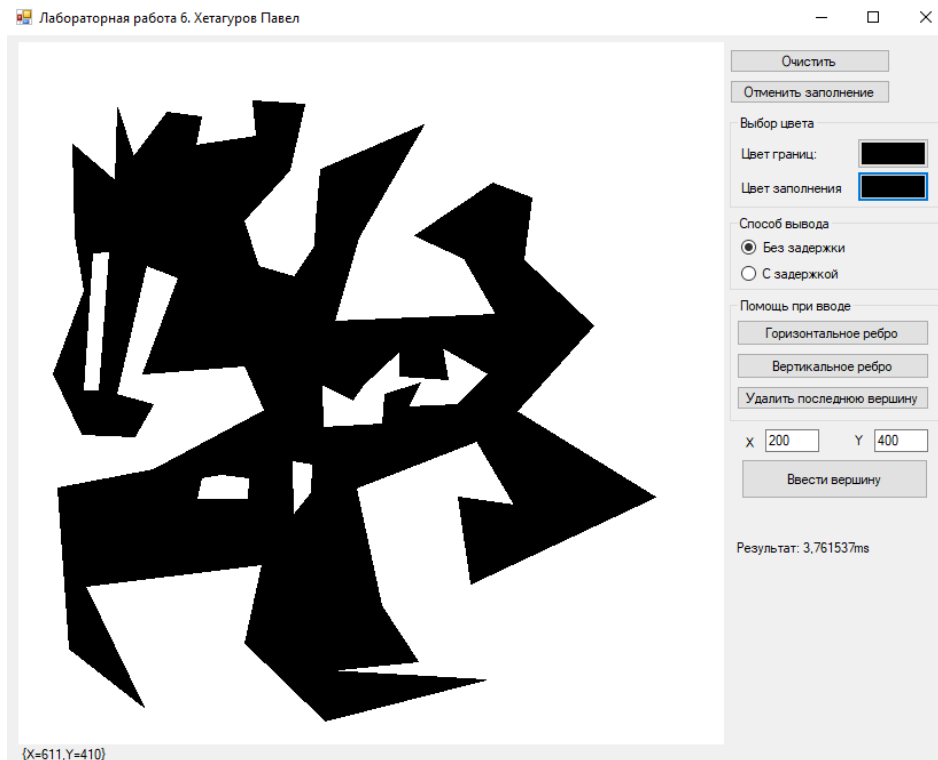 Лабораторная работа 6. Хетагуров Павел
Очистить
Отменить заполнение
Выбор цвета
Цвет границ:
Цвет заполнения
Способ вывода
Без задержки
С задержкой
Помощь при вводе
Горизонтальное ребро
Вертикальное ребро
Удалить последнюю вершину
X 200 Y 400
Ввести вершину
Результат: 3,761537ms
{X=611,Y=410}